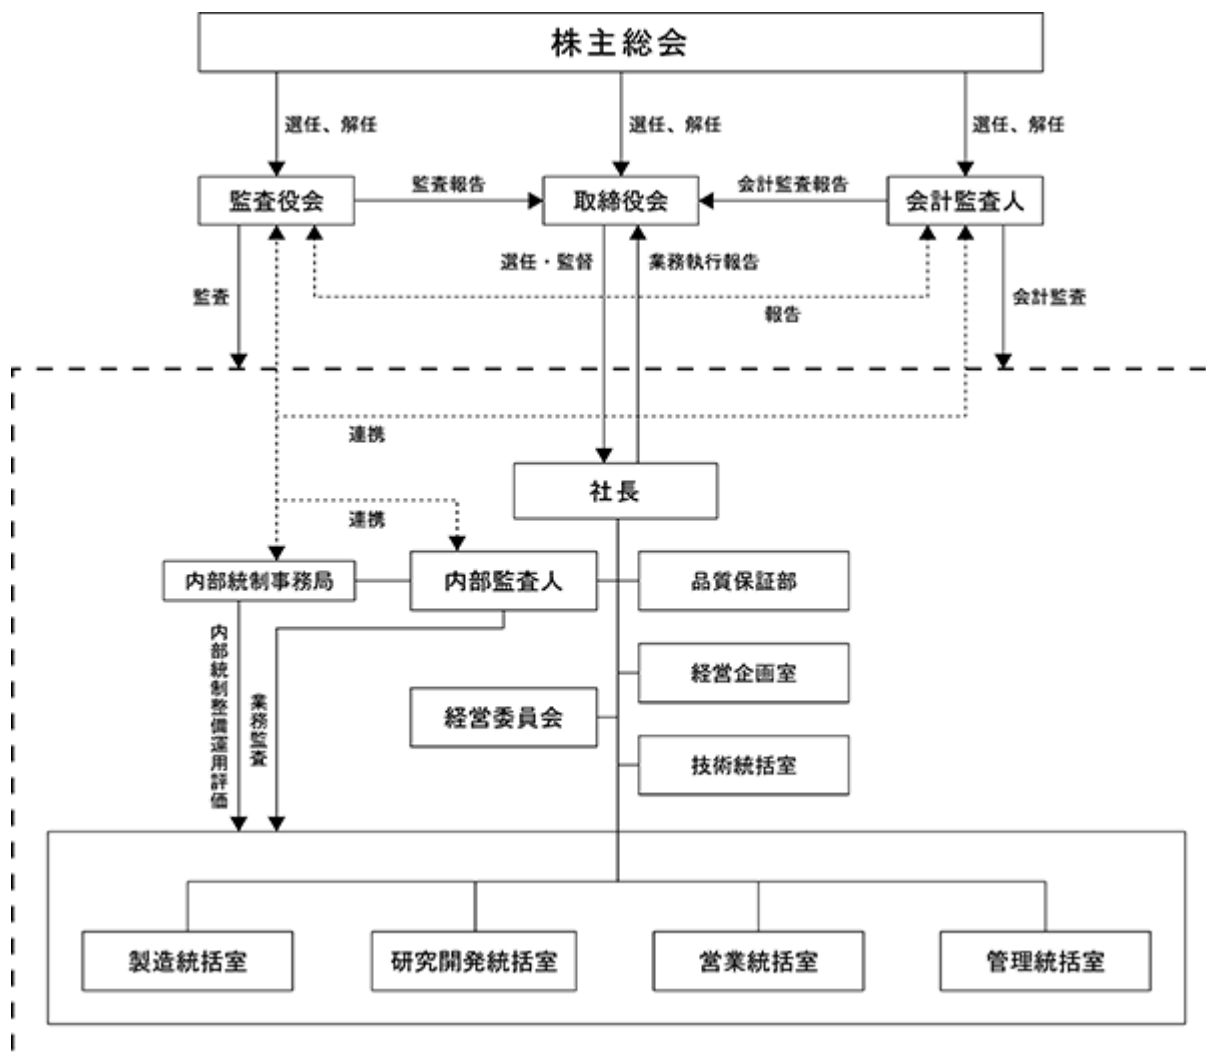 株主総会
選任、解任
選任、解任
選任、解任
監査役会
監査報告
取締役会
会計監査報告
会計監査人
監査
選任・監督
業務執行報告
報告
会計監査
連携
社長
連携
内部統制事務局
内部監査人
品質保証部
内部統制整備運用評価
業務監査
経営企画室
経営委員会
技術統括室
製造統括室
研究開発統括室
営業統括室
管理統括室